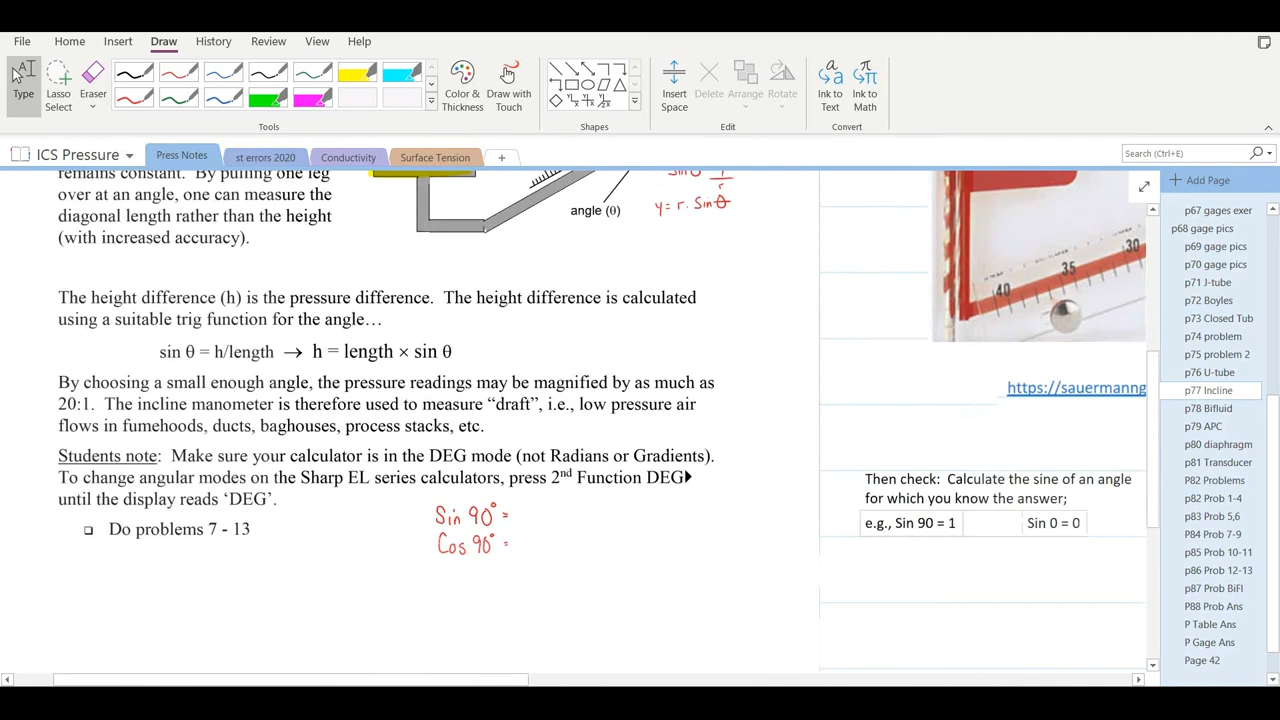 File Home Insert Draw History Review View Help
Type
Lasso Select
Eraser
Color & Thickness
Draw with Touch
Insert Space
Delete
Arrange
Rotate
Ink to Text
Ink to Math
Tools
Shapes
Edit
Convert
ICS Pressure
Press Notes
st errors 2020
Conductivity
Surface Tension
Search (Ctrl+E)
remains constant. By pulling one leg
over at an angle, one can measure the
diagonal length rather than the height
(with increased accuracy).
angle (θ)
r
y = r · Sin θ
The height difference (h) is the pressure difference. The height difference is calculated
using a suitable trig function for the angle…
sin θ = h/length → h = length × sin θ
By choosing a small enough angle, the pressure readings may be magnified by as much as
20:1. The incline manometer is therefore used to measure “draft”, i.e., low pressure air
flows in fumehoods, ducts, baghouses, process stacks, etc.
Students note: Make sure your calculator is in the DEG mode (not Radians or Gradients).
To change angular modes on the Sharp EL series calculators, press 2nd Function DEG
until the display reads ‘DEG’.
Do problems 7 - 13
Sin 90° =
Cos 90° =
40 35 30
https://sauermanng
Then check: Calculate the sine of an angle
for which you know the answer;
e.g., Sin 90 = 1 Sin 0 = 0
Add Page
p67 gages exer
p68 gage pics
p69 gage pics
p70 gage pics
p71 J-tube
p72 Boyles
p73 Closed Tub
p74 problem
p75 problem 2
p76 U-tube
p77 Incline
p78 Bifluid
p79 APC
p80 diaphragm
p81 Transducer
P82 Problems
p82 Prob 1-4
p83 Prob 5,6
P84 Prob 7-9
p85 Prob 10-11
p86 Prob 12-13
p87 Prob BiFl
P88 Prob Ans
P Table Ans
P Gage Ans
Page 42